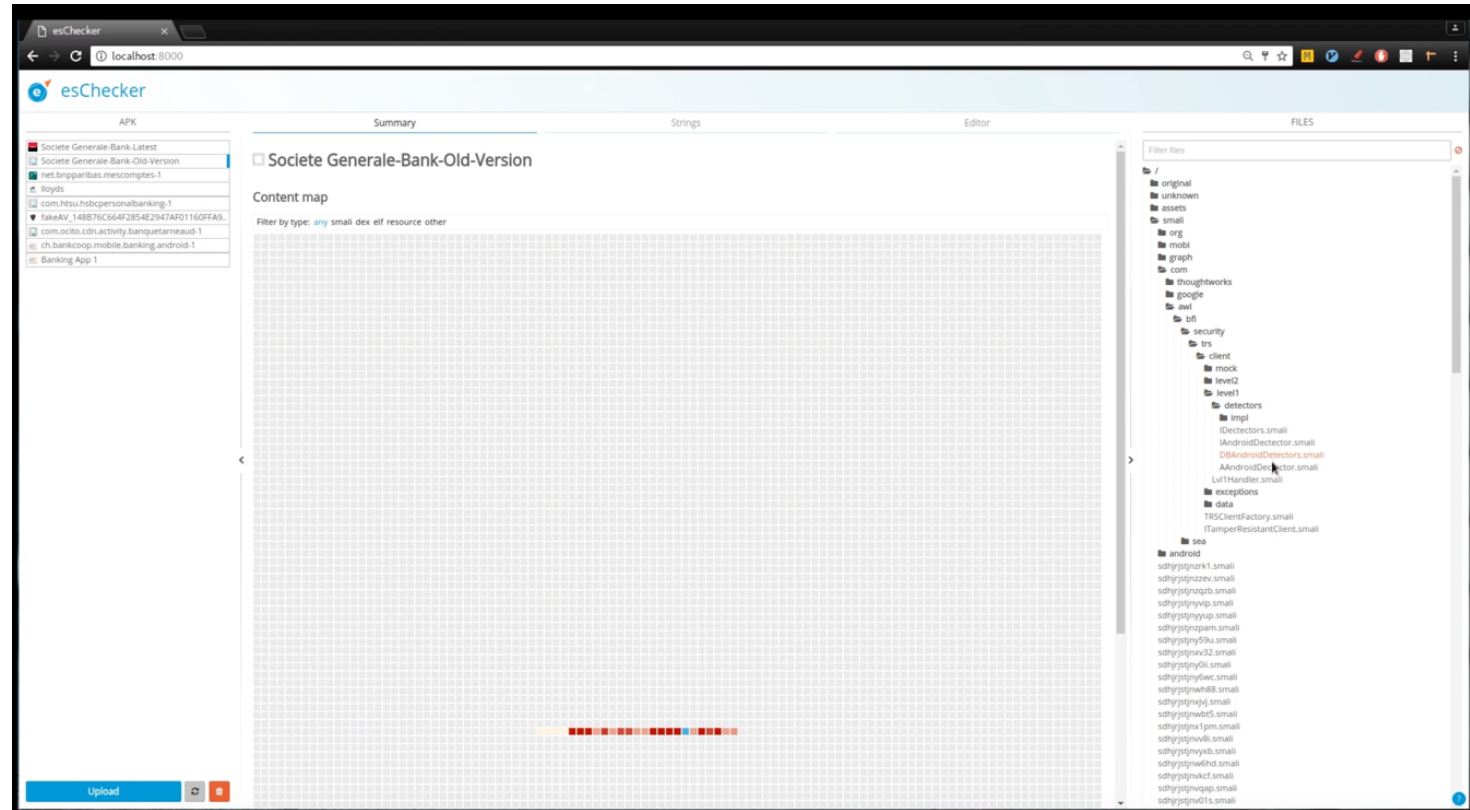 esChecker
localhost:8000
esChecker
APK
Summary
Strings
Editor
FILES
Societe Generale-Bank-Latest
Societe Generale-Bank-Old-Version
net.bnpparibas.mescomptes-1
lloyds
com.htsu.hsbcpersonalbanking-1
fakeAV_148B76C664F2854E2947AF01160FFA9..
com.ocito.cdn.activity.banquetarneaud-1
ch.bankcoop.mobile.banking.android-1
Banking App 1
Upload
Societe Generale-Bank-Old-Version
Content map
Filter by type: any smali dex elf resource other
Filter files
/
original
unknown
assets
smali
org
mobi
graph
com
thoughtworks
google
awl
bfl
security
trs
client
mock
level2
level1
detectors
impl
IDectectors.smali
IAndroidDectector.smali
DBAndroidDetectors.smali
Lvl1Handler.smali
exceptions
data
TRSClientFactory.smali
ITamperResistantClient.smali
sea
android
sdhjrjstjnzrk1.smali
sdhjrjstjnzzev.smali
sdhjrjstjnzqzb.smali
sdhjrjstjnyvip.smali
sdhjrjstjnyyup.smali
sdhjrjstjnzpam.smali
sdhjrjstjny59u.smali
sdhjrjstjnxv32.smali
sdhjrjstjny0ii.smali
sdhjrjstjny6wc.smali
sdhjrjstjnwh88.smali
sdhjrjstjnxjvj.smali
sdhjrjstjnwbt5.smali
sdhjrjstjnx1pm.smali
sdhjrjstjnvv8i.smali
sdhjrjstjnvyxb.smali
sdhjrjstjnw6hd.smali
sdhjrjstjnvkcf.smali
sdhjrjstjnvqap.smali
sdhjrjstjnv01s.smali